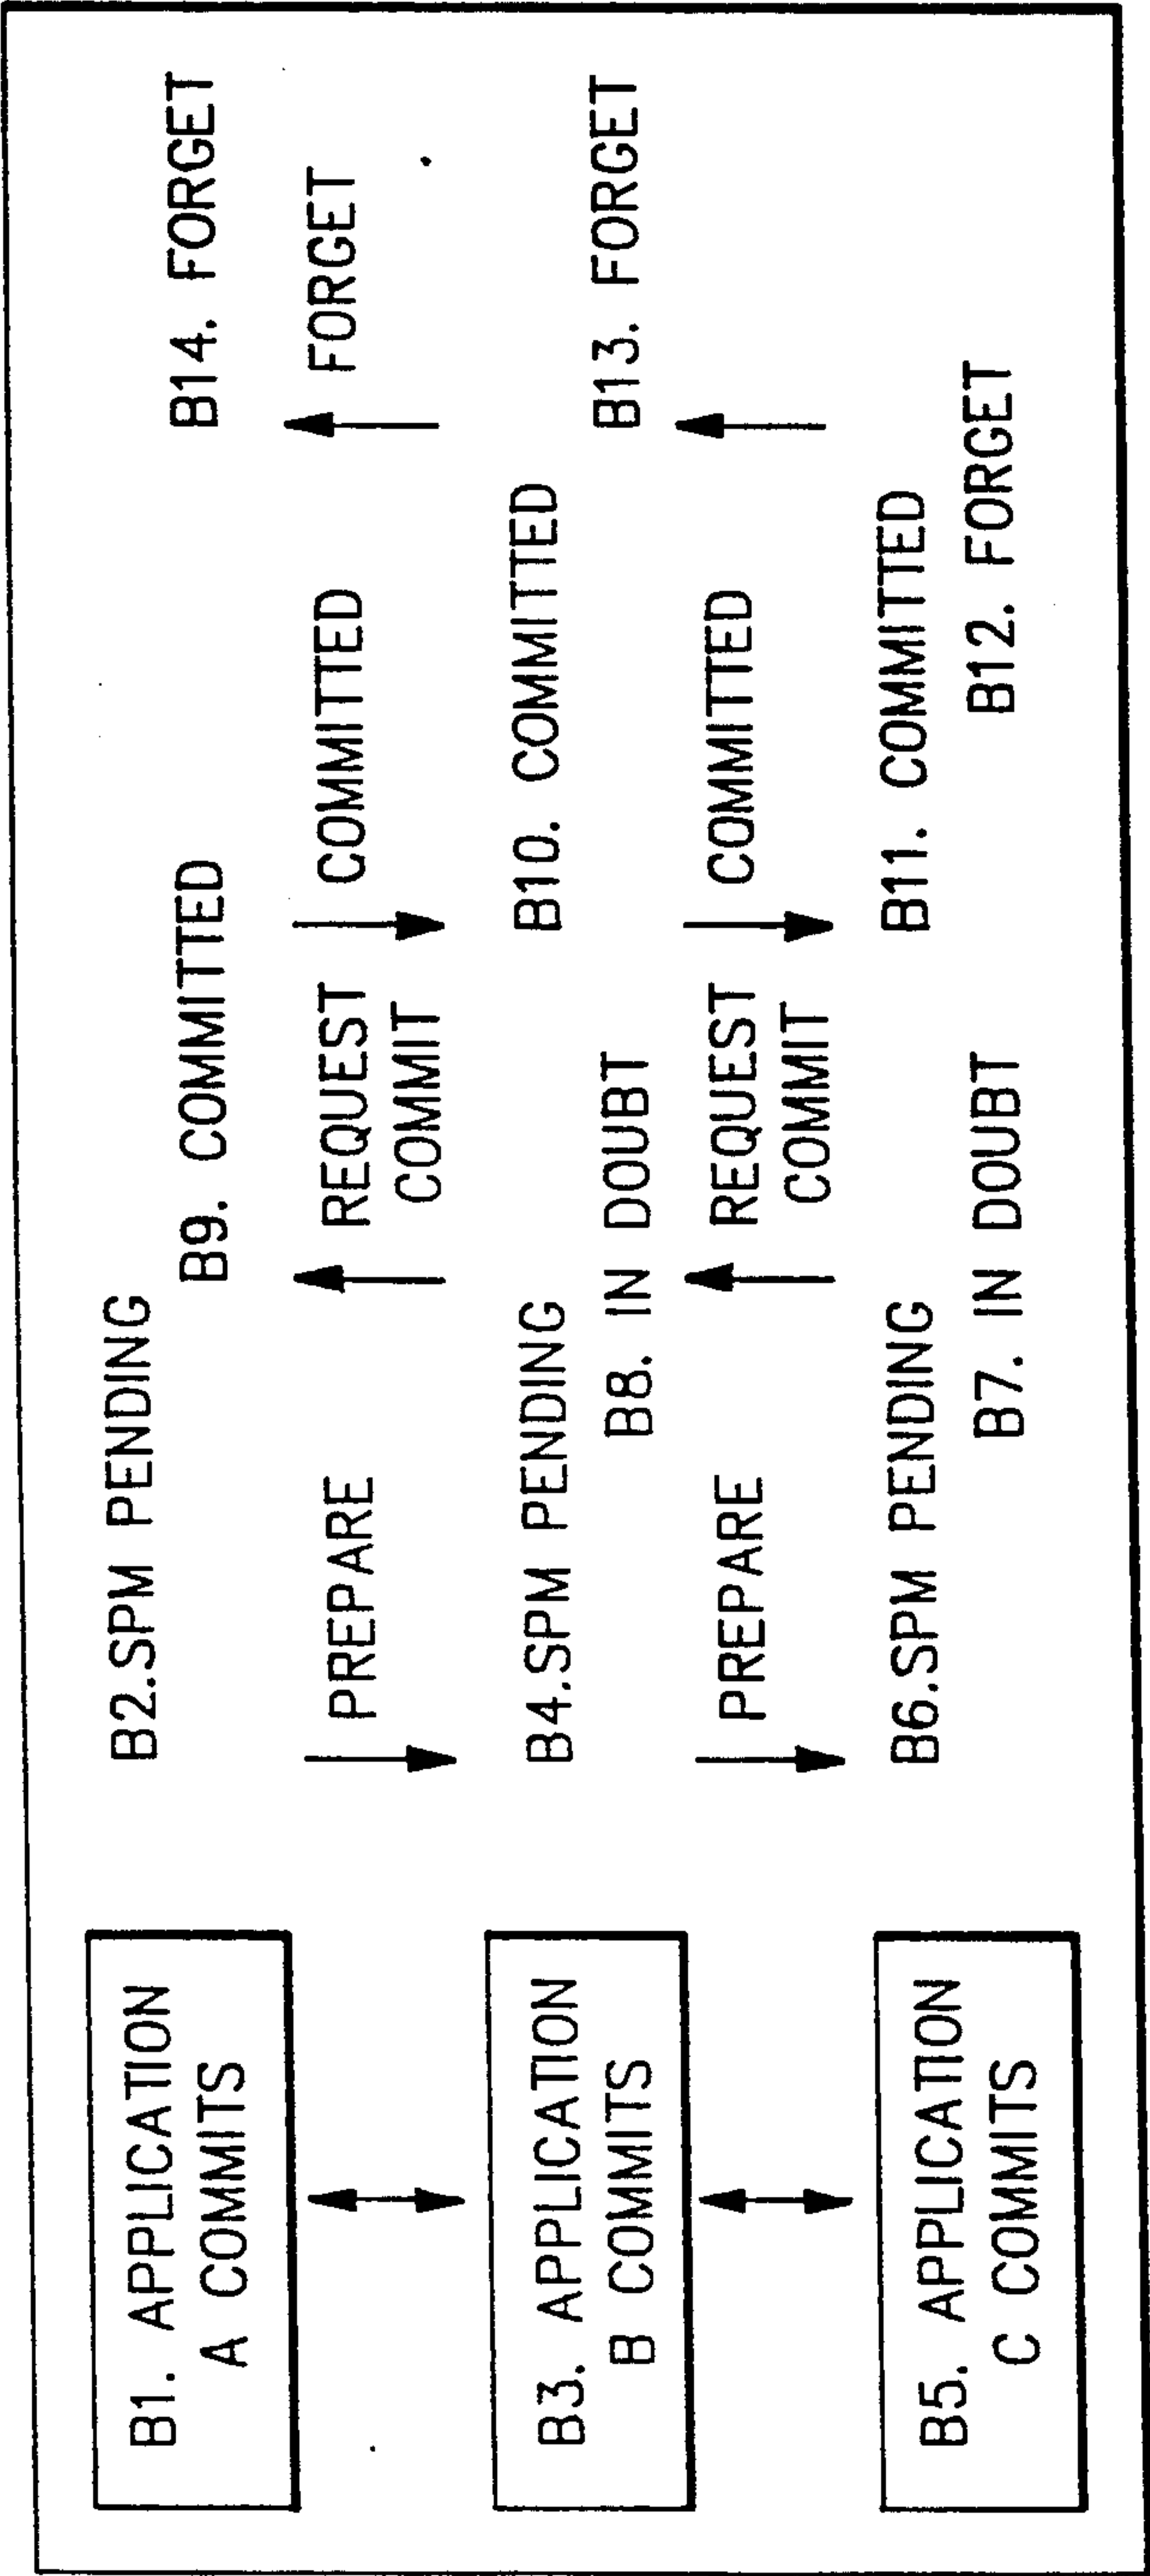 B1. APPLICATION
A COMMITS
B2.SPM PENDING
B9. COMMITTED
B14. FORGET
PREPARE
REQUEST
COMMIT
COMMITTED
FORGET
B3. APPLICATION
B COMMITS
B4.SPM PENDING
B8. IN DOUBT
B10. COMMITTED
B13. FORGET
PREPARE
REQUEST
COMMIT
COMMITTED
B5. APPLICATION
C COMMITS
B6.SPM PENDING
B7. IN DOUBT
B11. COMMITTED
B12. FORGET